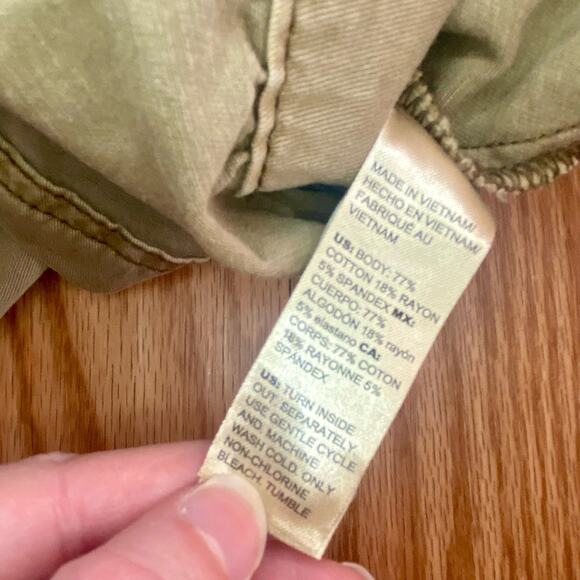 MADE IN VIETNAM/
HECHO EN VIETNAM/
FABRIQUÉ AU
VIETNAM
US: BODY: 77%
COTTON 18% RAYON
5% SPANDEX MX:
CUERPO: 77%
ALGODÓN 18% rayón
5% elastano CA:
CORPS: 77% COTON
18% RAYONNE 5%
SPANDEX
US: TURN INSIDE
OUT. SEPARATELY
USE GENTLE CYCLE
AND. MACHINE
WASH COLD. ONLY
NON-CHLORINE
BLEACH. TUMBLE